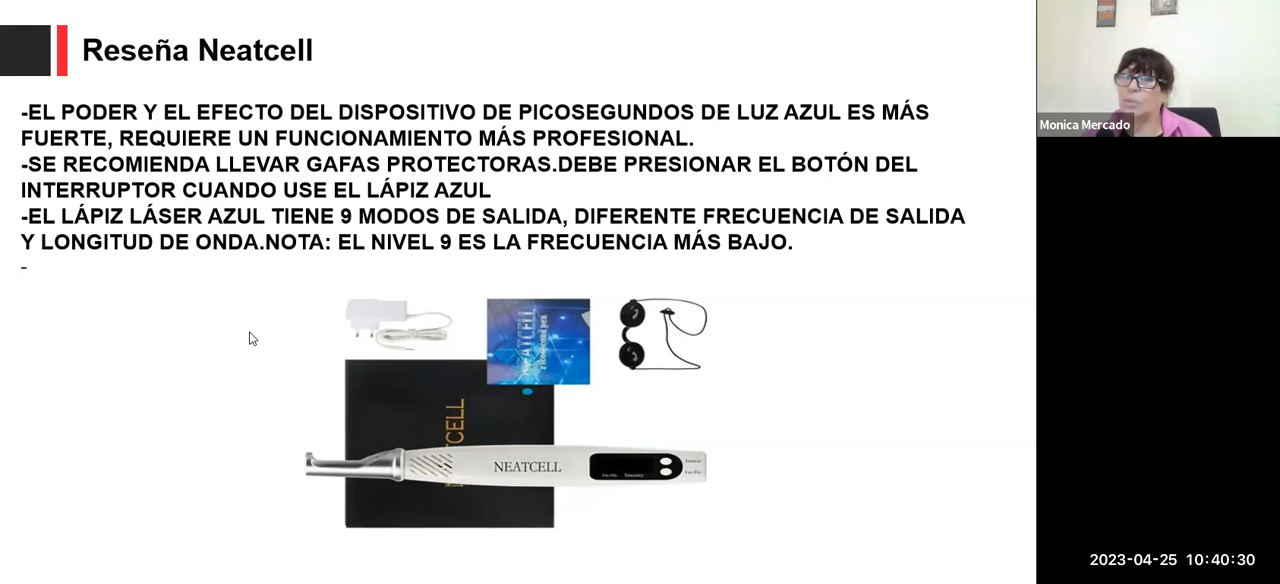 Reseña Neatcell
-EL PODER Y EL EFECTO DEL DISPOSITIVO DE PICOSEGUNDOS DE LUZ AZUL ES MÁS
FUERTE, REQUIERE UN FUNCIONAMIENTO MÁS PROFESIONAL.
-SE RECOMIENDA LLEVAR GAFAS PROTECTORAS.DEBE PRESIONAR EL BOTÓN DEL
INTERRUPTOR CUANDO USE EL LÁPIZ AZUL
-EL LÁPIZ LÁSER AZUL TIENE 9 MODOS DE SALIDA, DIFERENTE FRECUENCIA DE SALIDA
Y LONGITUD DE ONDA.NOTA: EL NIVEL 9 ES LA FRECUENCIA MÁS BAJO.
-
Monica Mercado
NEATCELL
Picosecond pen
TCELL
NEATCELL
2023-04-25 10:40:30